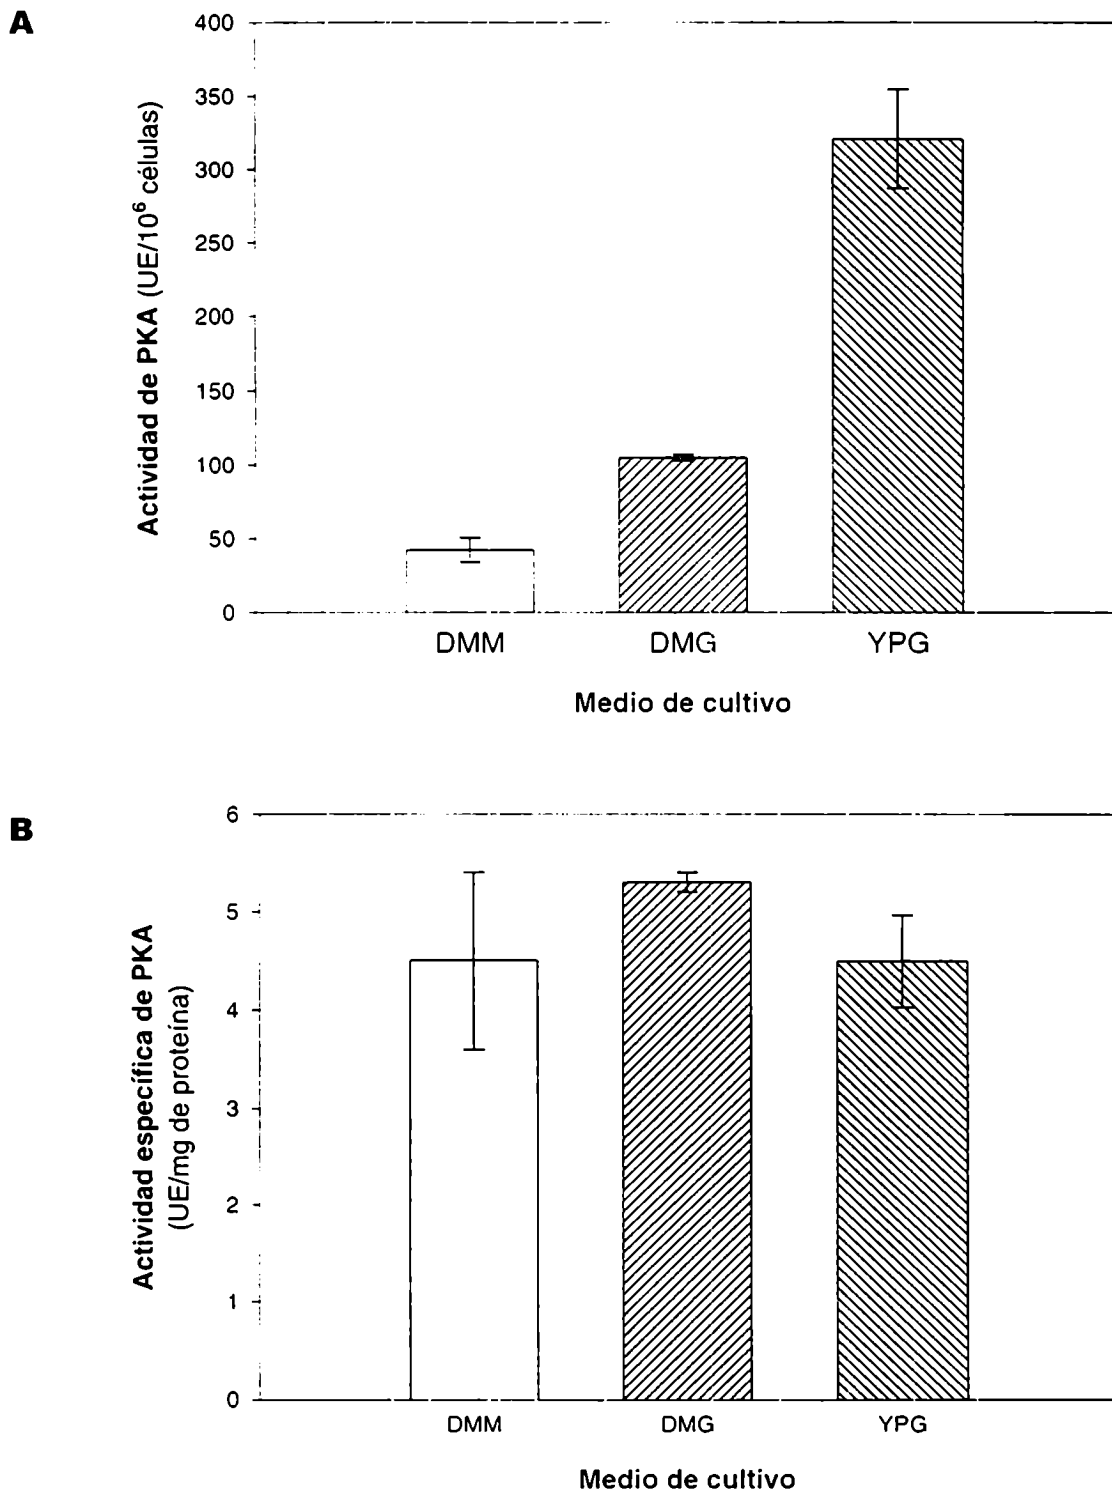 A
400
350
300
250
200
150
100
50
0
Actividad de PKA (UE/10⁶ células)
DMM DMG YPG
Medio de cultivo
B
6
5
4
3
2
1
0
Actividad específica de PKA
(UE/mg de proteína)
DMM DMG YPG
Medio de cultivo